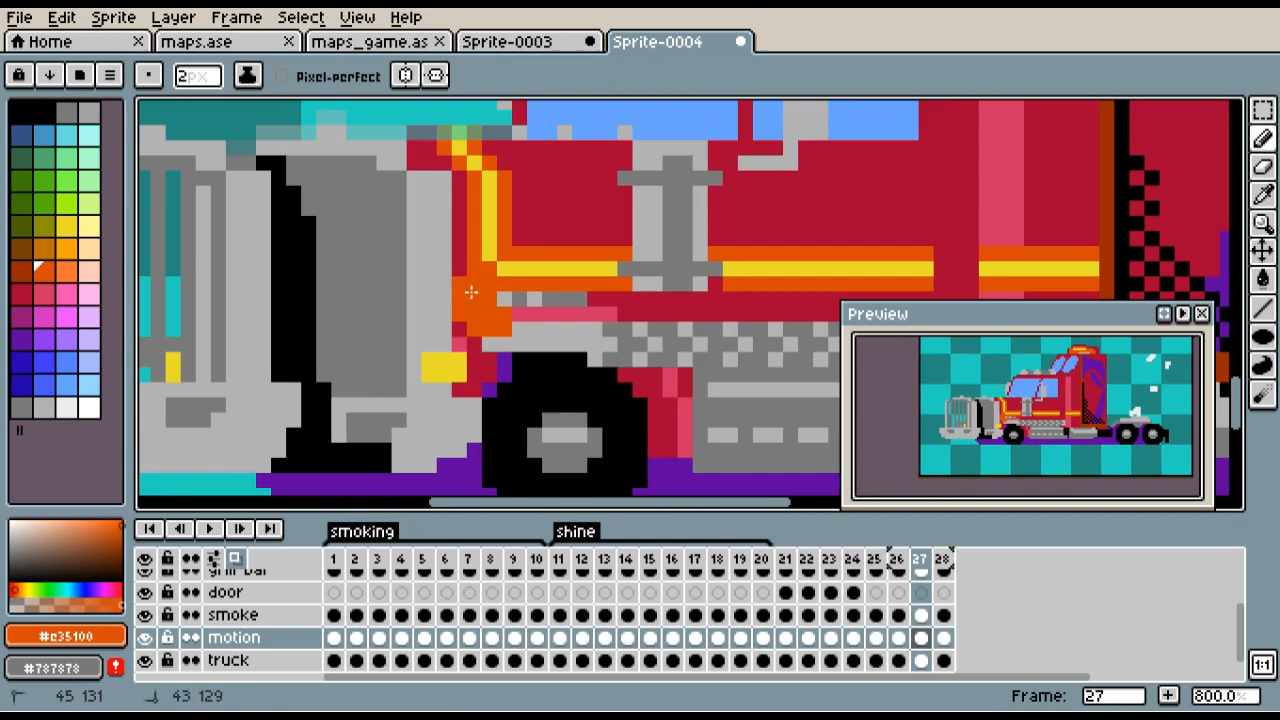 File Edit Sprite Layer Frame Select View Help
Home maps.ase maps_game.as Sprite-0003 Sprite-0004
2px Pixel-perfect
Preview
smoking shine
1 2 3 4 5 6 7 8 9 10 11 12 13 14 15 16 17 18 19 20 21 22 23 24 25 26 27 28
door
smoke
motion
truck
#e35100
#787878
45 131 43 129 Frame: 27 800.0%
1:1